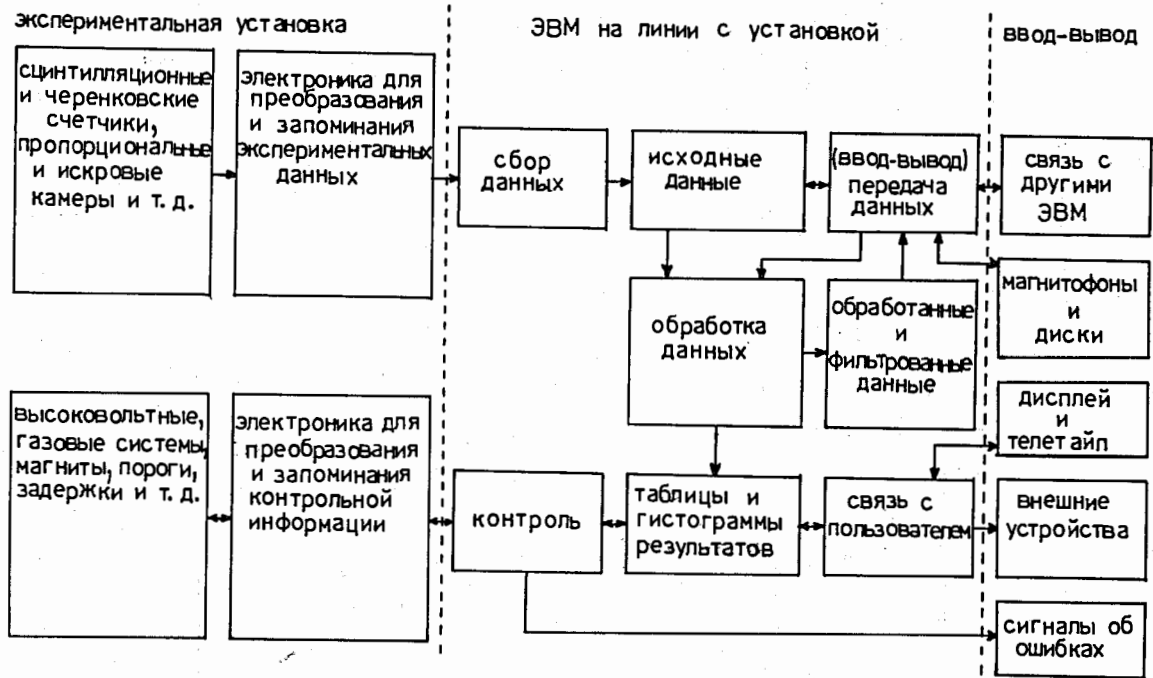 экспериментальная установка
ЭВМ на линии с установкой
ввод-вывод
сцинтилляционные
и черенковские
счетчики,
пропорциональные
и искровые
камеры и т. д.
электроника для
преобразования
и запоминания
экспериментальных
данных
сбор
данных
исходные
данные
(ввод-вывод)
передача
данных
связь с
другими
ЭВМ
обработка
данных
обработанные
и
фильтрованные
данные
магнитофоны
и
диски
высоковольтные,
газовые системы,
магниты, пороги,
задержки и т. д.
электроника для
преобразования
и запоминания
контрольной
информации
контроль
таблицы и
гистограммы
результатов
связь с
пользователем
дисплей
и
телетайп
внешние
устройства
сигналы об
ошибках